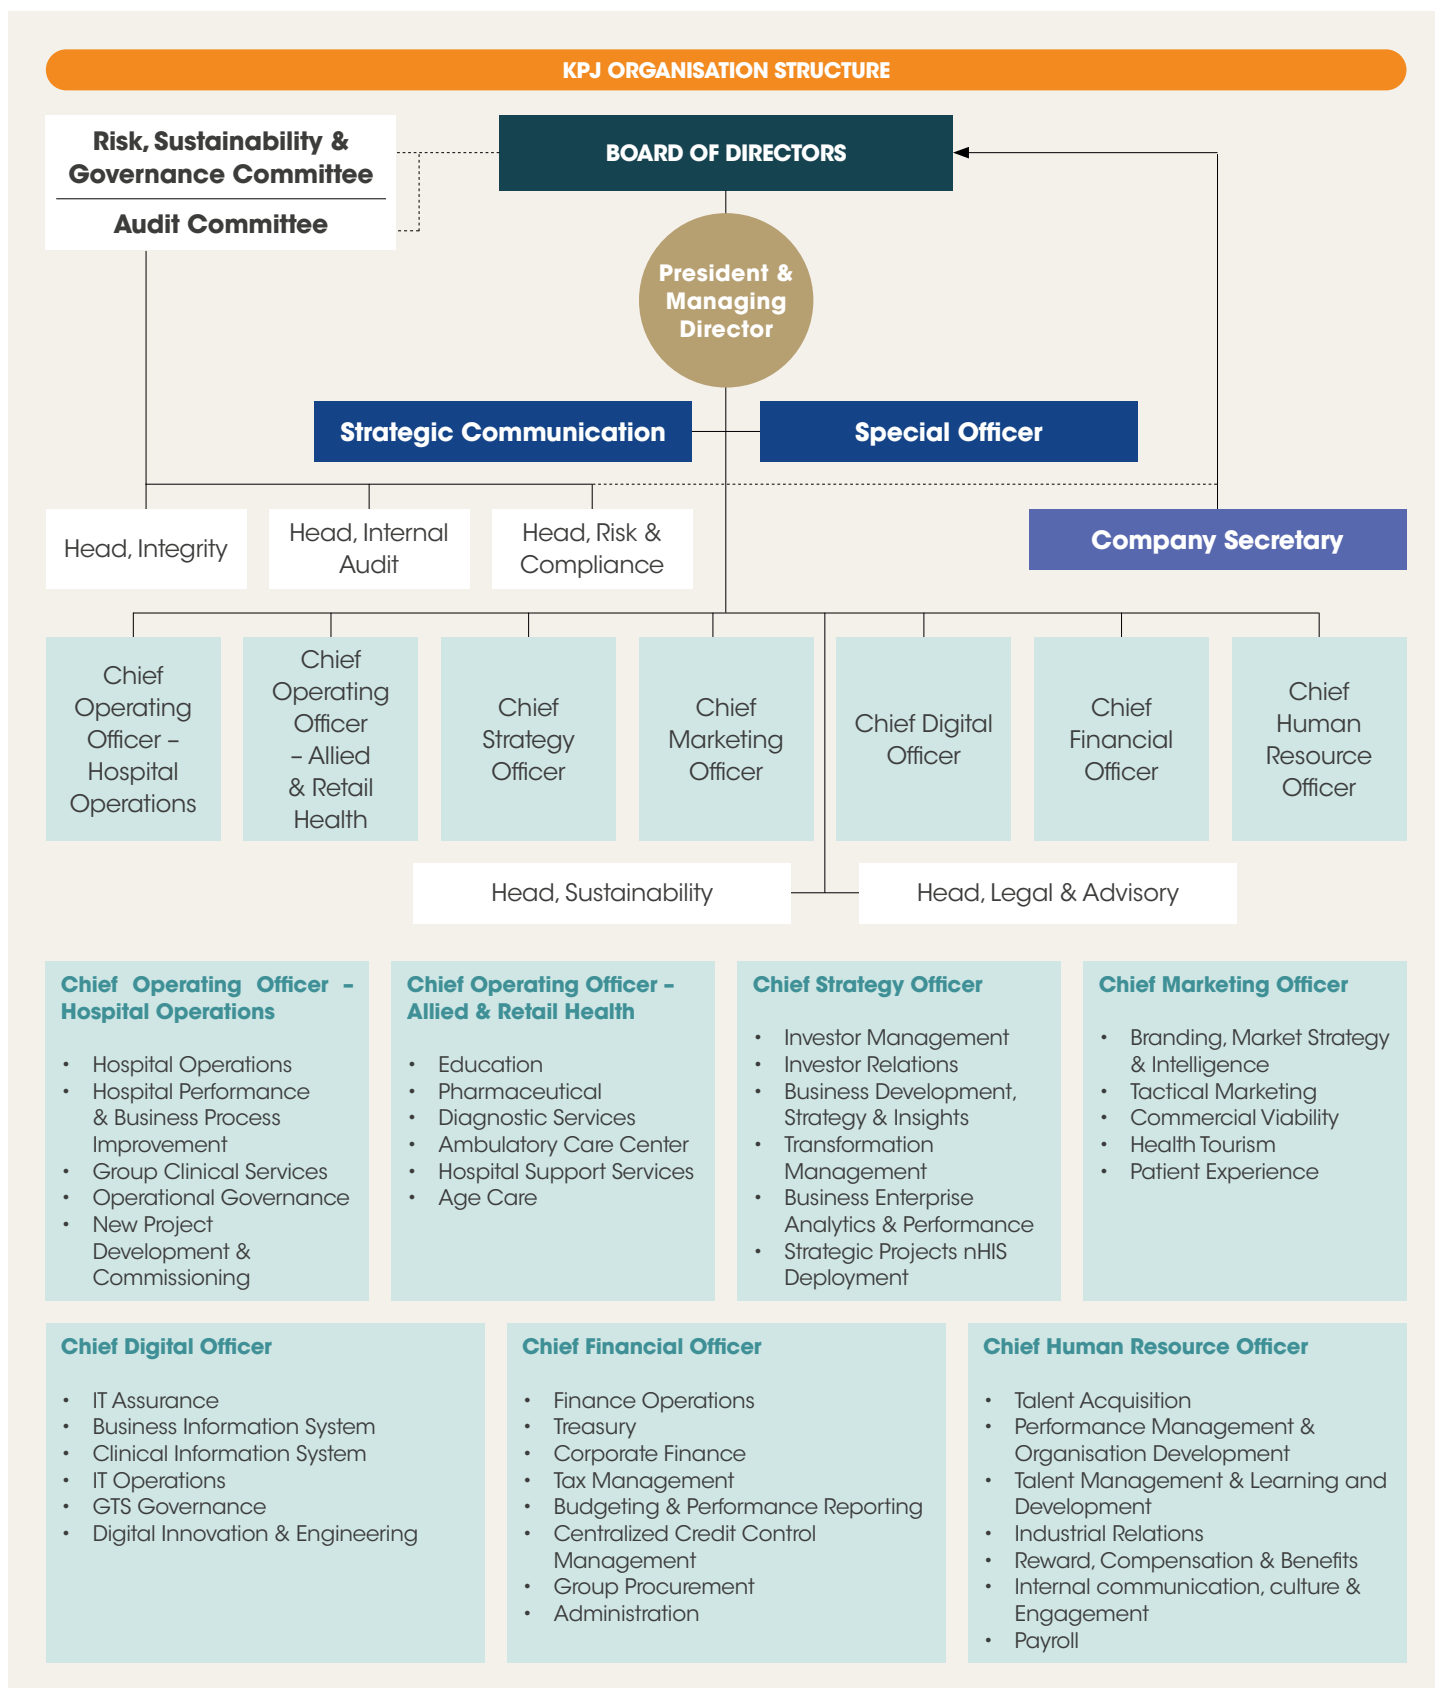 KPJ ORGANISATION STRUCTURE
Risk, Sustainability &
Governance Committee
Audit Committee
BOARD OF DIRECTORS
President &
Managing
Director
Strategic Communication
Special Officer
Head, Integrity
Head, Internal
Audit
Head, Risk &
Compliance
Company Secretary
Chief
Operating
Officer –
Hospital
Operations
Chief
Operating
Officer
– Allied
& Retail
Health
Chief
Strategy
Officer
Chief
Marketing
Officer
Chief Digital
Officer
Chief
Financial
Officer
Chief
Human
Resource
Officer
Head, Sustainability
Head, Legal & Advisory
Chief Operating Officer –
Hospital Operations
• Hospital Operations
• Hospital Performance
& Business Process
Improvement
• Group Clinical Services
• Operational Governance
• New Project
Development &
Commissioning
Chief Operating Officer –
Allied & Retail Health
• Education
• Pharmaceutical
• Diagnostic Services
• Ambulatory Care Center
• Hospital Support Services
• Age Care
Chief Strategy Officer
• Investor Management
• Investor Relations
• Business Development,
Strategy & Insights
• Transformation
Management
• Business Enterprise
Analytics & Performance
• Strategic Projects nHIS
Deployment
Chief Marketing Officer
• Branding, Market Strategy
& Intelligence
• Tactical Marketing
• Commercial Viability
• Health Tourism
• Patient Experience
Chief Digital Officer
• IT Assurance
• Business Information System
• Clinical Information System
• IT Operations
• GTS Governance
• Digital Innovation & Engineering
Chief Financial Officer
• Finance Operations
• Treasury
• Corporate Finance
• Tax Management
• Budgeting & Performance Reporting
• Centralized Credit Control
Management
• Group Procurement
• Administration
Chief Human Resource Officer
• Talent Acquisition
• Performance Management &
Organisation Development
• Talent Management & Learning and
Development
• Industrial Relations
• Reward, Compensation & Benefits
• Internal communication, culture &
Engagement
• Payroll